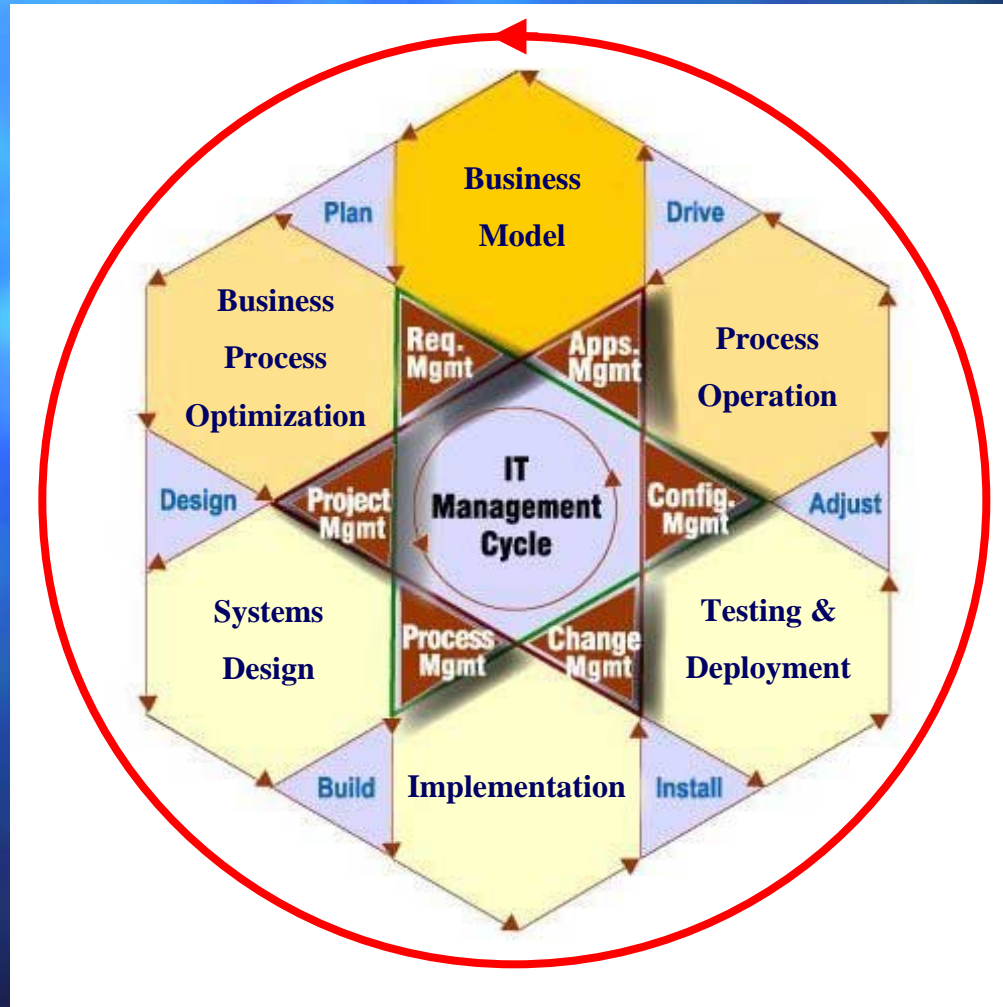 Business
Model
Plan
Drive
Business
Process
Optimization
Process
Operation
Req.
Mgmt
Apps.
Mgmt
IT
Management
Cycle
Design
Project
Mgmt
Config.
Mgmt
Adjust
Systems
Design
Process
Mgmt
Change
Mgmt
Testing &
Deployment
Build
Implementation
Install